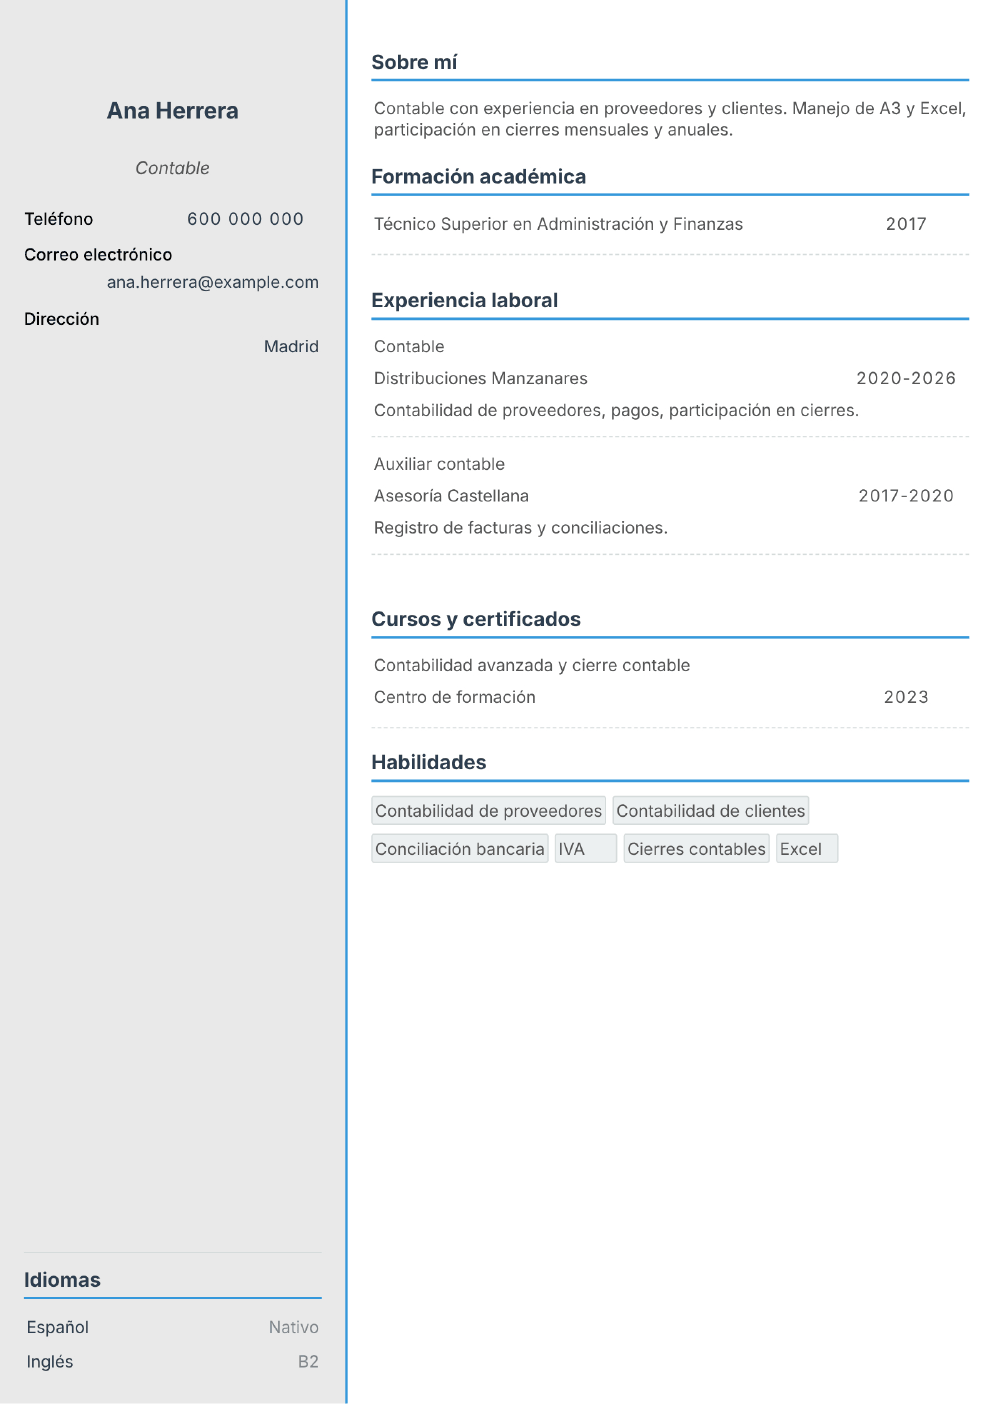 Ana Herrera
Contable
Teléfono 600 000 000
Correo electrónico
ana.herrera@example.com
Dirección
Madrid
Idiomas
Español Nativo
Inglés B2
Sobre mí
Contable con experiencia en proveedores y clientes. Manejo de A3 y Excel,
participación en cierres mensuales y anuales.
Formación académica
Técnico Superior en Administración y Finanzas 2017
Experiencia laboral
Contable
Distribuciones Manzanares 2020-2026
Contabilidad de proveedores, pagos, participación en cierres.
Auxiliar contable
Asesoría Castellana 2017-2020
Registro de facturas y conciliaciones.
Cursos y certificados
Contabilidad avanzada y cierre contable
Centro de formación 2023
Habilidades
Contabilidad de proveedores Contabilidad de clientes
Conciliación bancaria IVA Cierres contables Excel